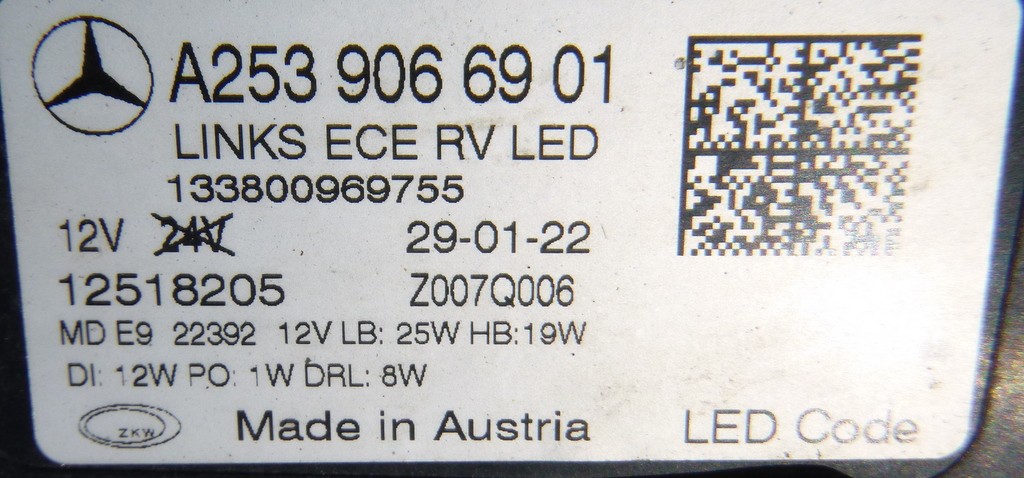 A253 906 69 01
LINKS ECE RV LED
133800969755
12V 24V 29-01-22
12518205 Z007Q006
MD E9 22392 12V LB: 25W HB:19W
DI: 12W PO: 1W DRL: 8W
ZKW Made in Austria LED Code